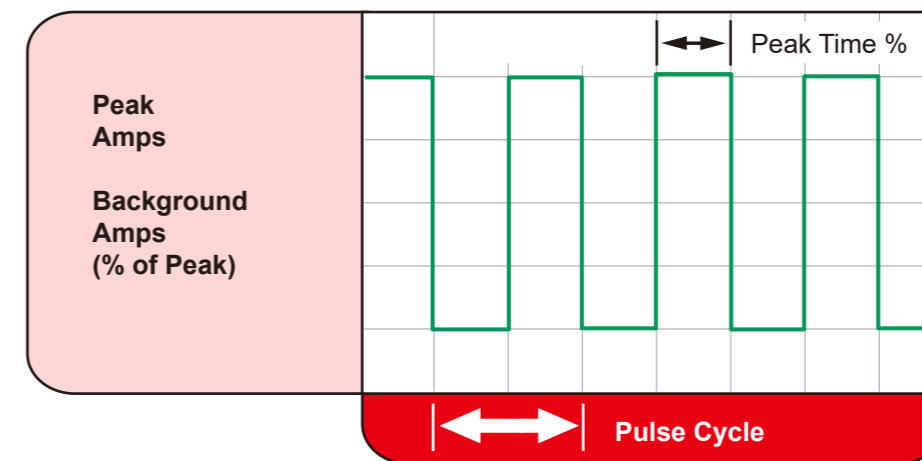 Peak Time %
Peak
Amps
Background
Amps
(% of Peak)
Pulse Cycle